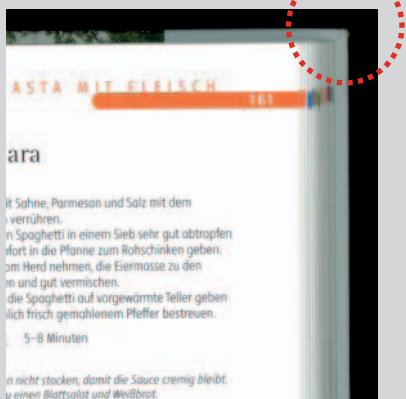 ASTA MIT FLEISCH
161
ara
it Sahne, Parmesan und Salz mit dem
verrühren.
n Spaghetti in einem Sieb sehr gut abtropfen
ofort in die Pfanne zum Rohschinken geben.
om Herd nehmen, die Eiermasse zu den
en und gut vermischen.
die Spaghetti auf vorgewärmte Teller geben
lich frisch gemahlenem Pfeffer bestreuen.
5–8 Minuten
n nicht stocken, damit die Sauce cremig bleibt.
u einen Blattsalat und Weißbrot.